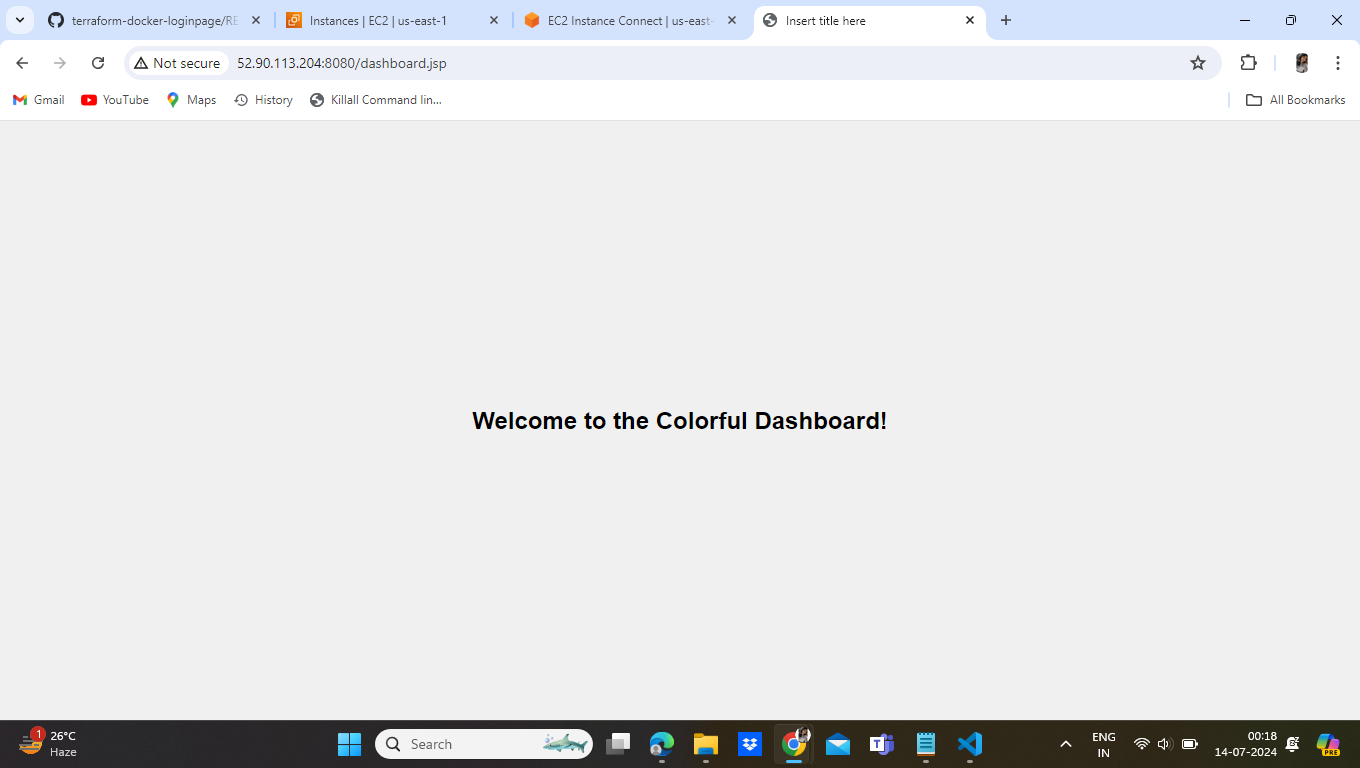 terraform-docker-loginpage/RE
Instances | EC2 | us-east-1
EC2 Instance Connect | us-east-
Insert title here
Not secure
52.90.113.204:8080/dashboard.jsp
Gmail
YouTube
Maps
History
Killall Command lin...
All Bookmarks
Welcome to the Colorful Dashboard!
1
26°C
Haze
Search
ENG
IN
00:18
14-07-2024
PRE